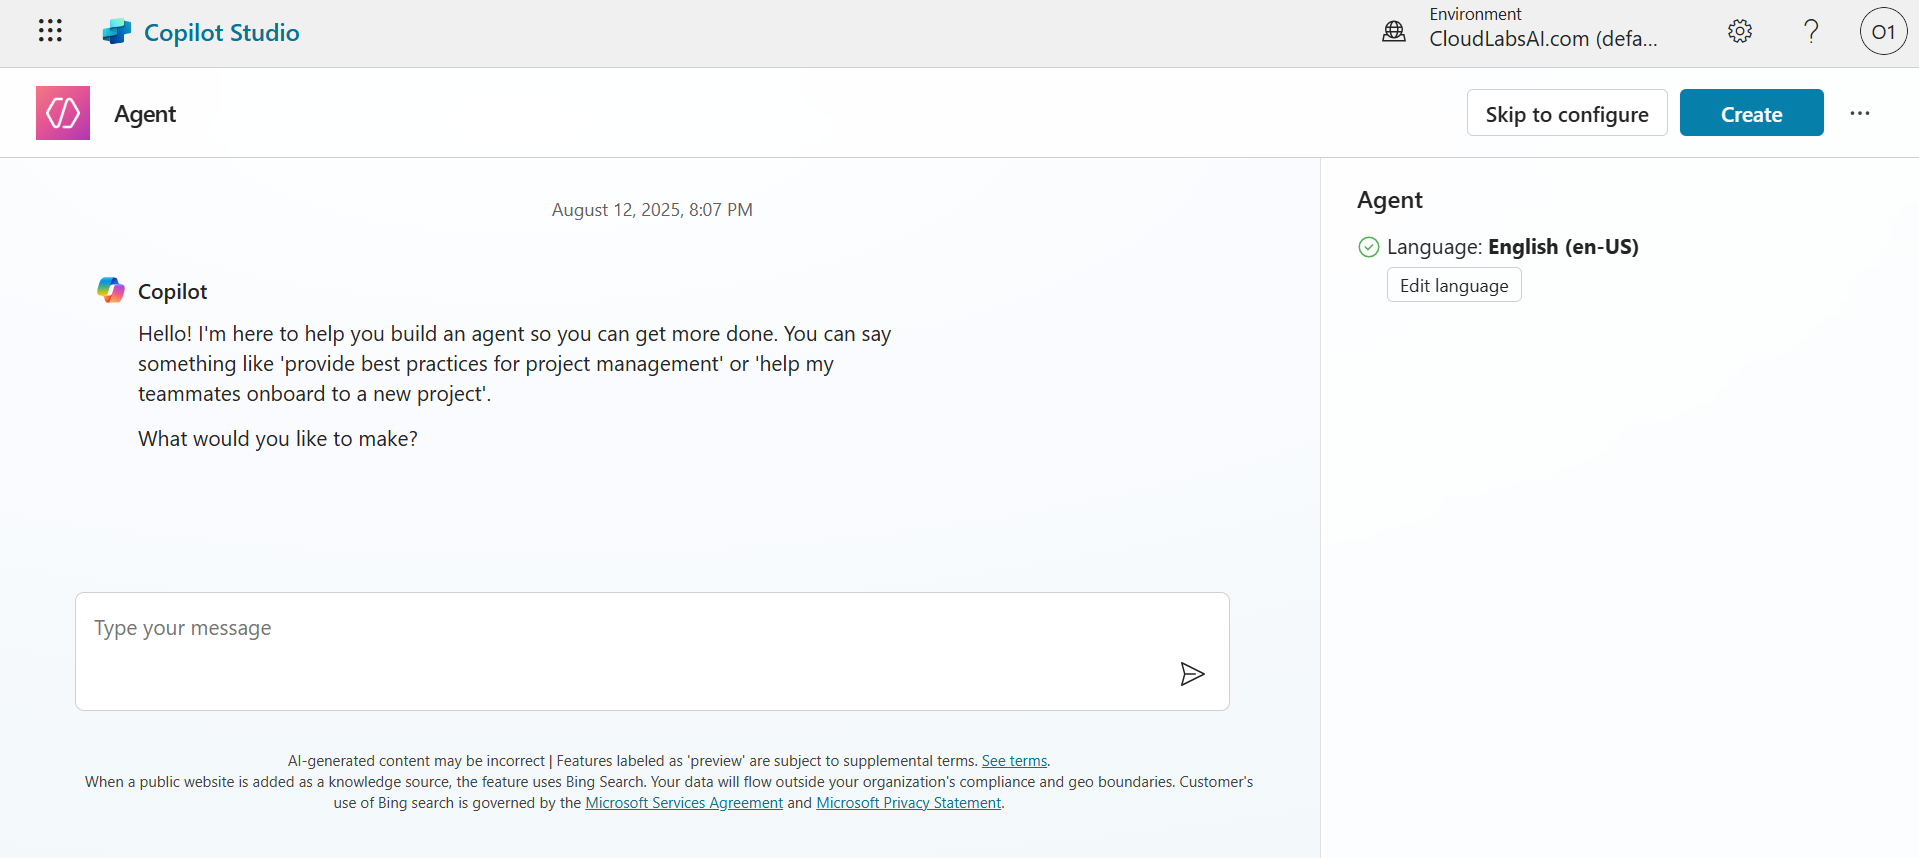 Copilot Studio
Environment
CloudLabsAI.com (defa...
?
O1
Agent
Skip to configure
Create
...
August 12, 2025, 8:07 PM
Copilot
Hello! I'm here to help you build an agent so you can get more done. You can say
something like 'provide best practices for project management' or 'help my
teammates onboard to a new project'.
What would you like to make?
Type your message
AI-generated content may be incorrect | Features labeled as 'preview' are subject to supplemental terms. See terms.
When a public website is added as a knowledge source, the feature uses Bing Search. Your data will flow outside your organization's compliance and geo boundaries. Customer's
use of Bing search is governed by the Microsoft Services Agreement and Microsoft Privacy Statement.
Agent
Language: English (en-US)
Edit language